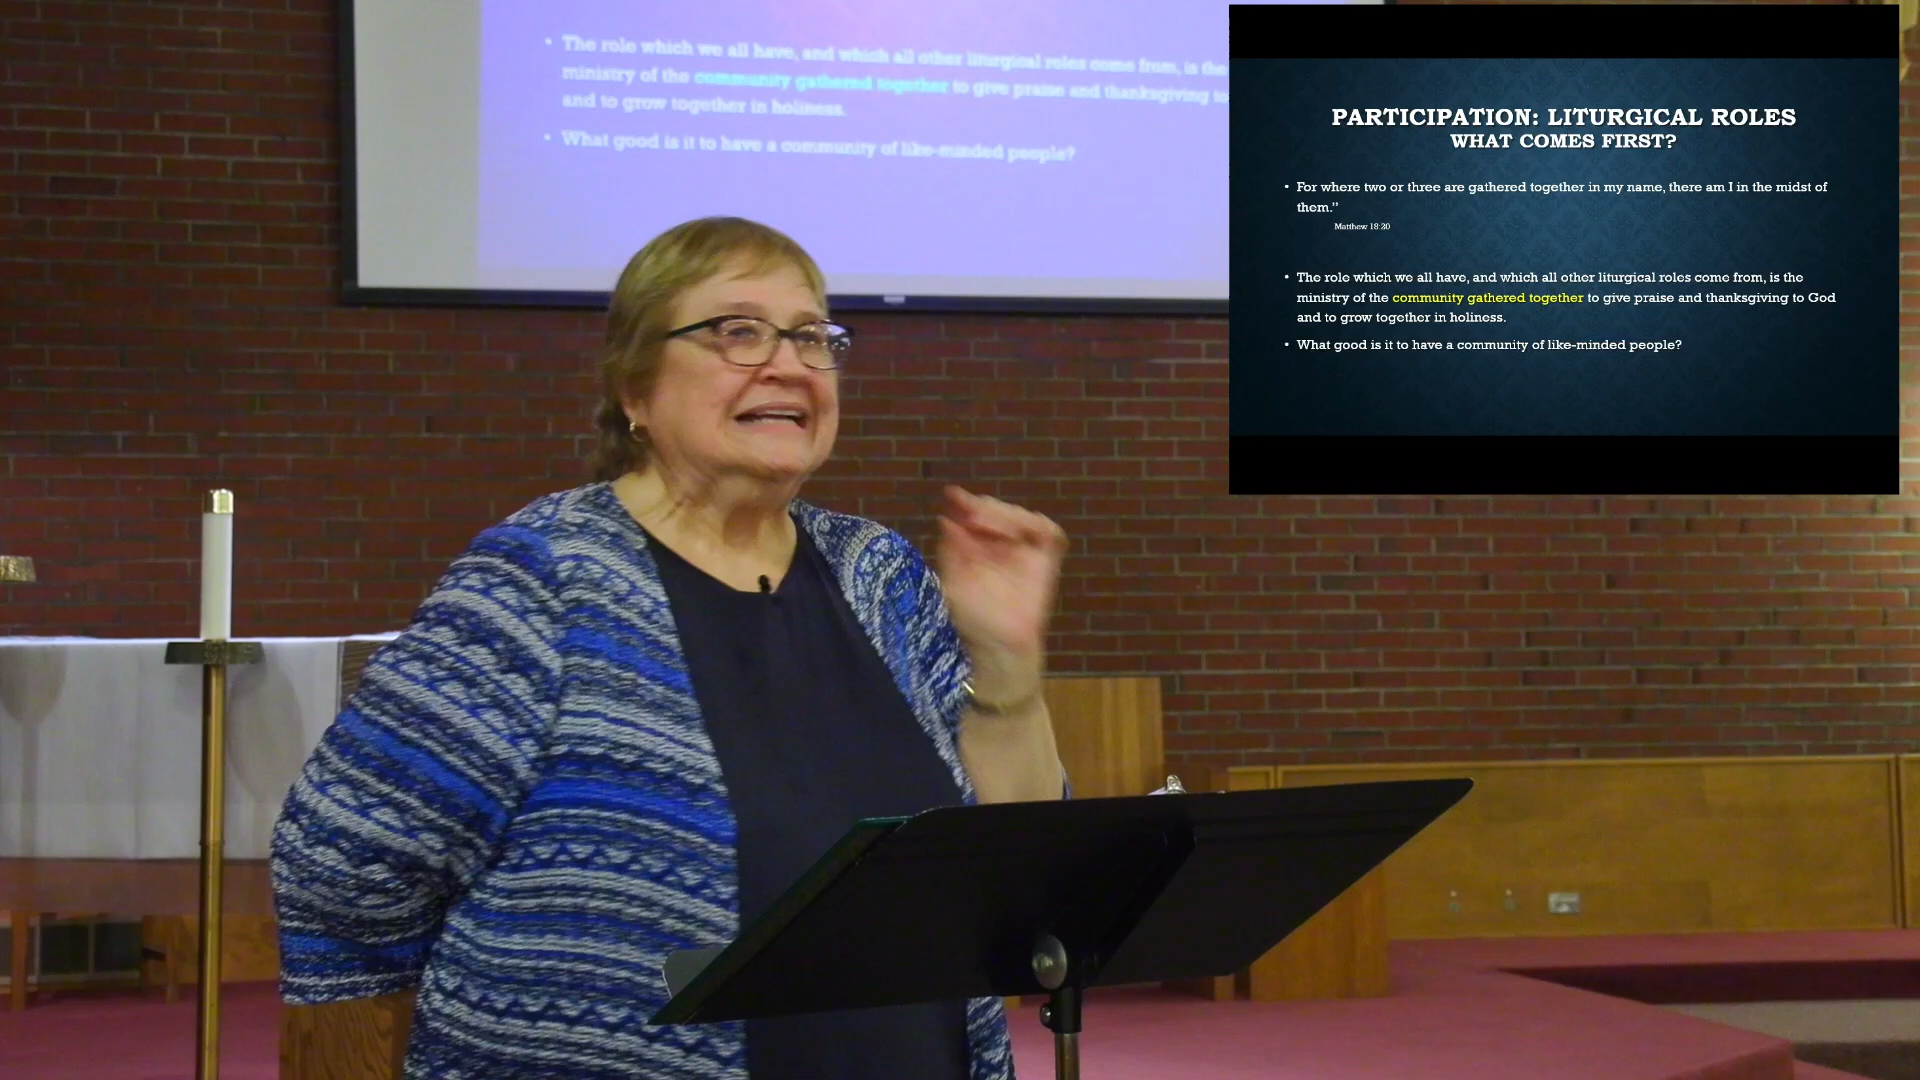 • The role which we all have, and which all other liturgical roles come from, is the
ministry of the community gathered together to give praise and thanksgiving to
and to grow together in holiness.
• What good is it to have a community of like-minded people?
PARTICIPATION: LITURGICAL ROLES
WHAT COMES FIRST?
• For where two or three are gathered together in my name, there am I in the midst of
them.”
Matthew 18:20
• The role which we all have, and which all other liturgical roles come from, is the
ministry of the community gathered together to give praise and thanksgiving to God
and to grow together in holiness.
• What good is it to have a community of like-minded people?